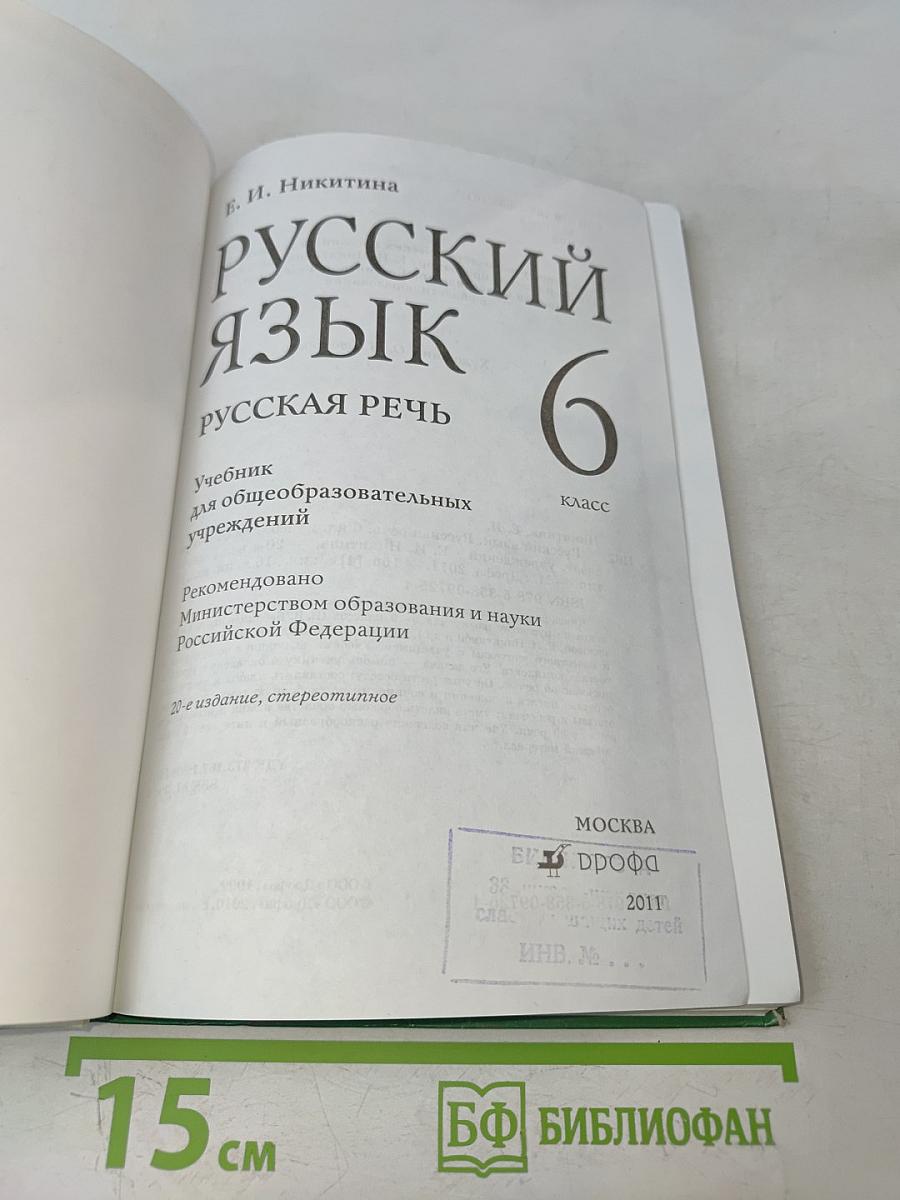 Е. И. Никитина
РУССКИЙ
ЯЗЫК
РУССКАЯ РЕЧЬ
6
класс
Учебник
для общеобразовательных
учреждений
Рекомендовано
Министерством образования и науки
Российской Федерации
20-е издание, стереотипное
МОСКВА
дрофа
2011
детей
ИНВ. № . . .
15 см
БФ БИБЛИОФАН